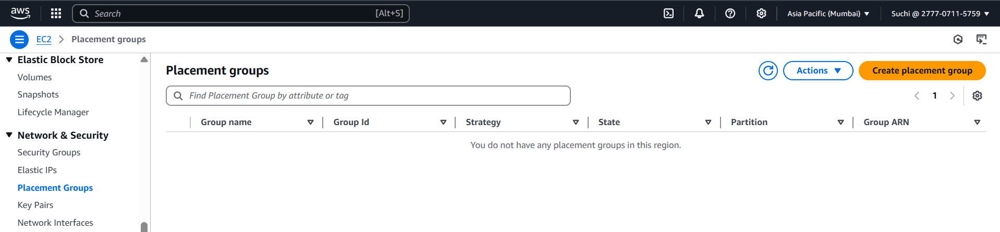 aws
Search [Alt+S]
Asia Pacific (Mumbai)
Suchi @ 2777-0711-5759
EC2 Placement groups
Elastic Block Store
Volumes
Snapshots
Lifecycle Manager
Network & Security
Security Groups
Elastic IPs
Placement Groups
Key Pairs
Network Interfaces
Placement groups
Actions
Create placement group
Find Placement Group by attribute or tag
1
Group name Group Id Strategy State Partition Group ARN
You do not have any placement groups in this region.